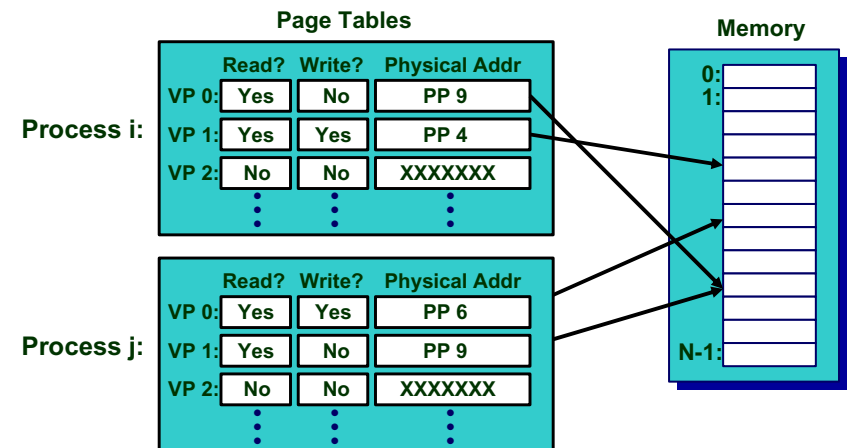 Page Tables
Memory
Read? Write? Physical Addr
0:
VP 0: Yes No PP 9
1:
Process i: VP 1: Yes Yes PP 4
VP 2: No No XXXXXXX
Read? Write? Physical Addr
VP 0: Yes Yes PP 6
Process j: VP 1: Yes No PP 9
N-1:
VP 2: No No XXXXXXX